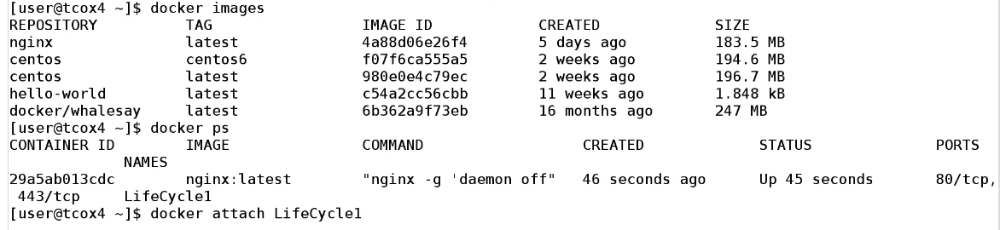 [user@tcox4 ~]$ docker images
REPOSITORY          TAG                 IMAGE ID            CREATED             SIZE
nginx               latest              4a88d06e26f4        5 days ago          183.5 MB
centos              centos6             f07f6ca555a5        2 weeks ago         194.6 MB
centos              latest              980e0e4c79ec        2 weeks ago         196.7 MB
hello-world         latest              c54a2cc56cbb        11 weeks ago        1.848 kB
docker/whalesay     latest              6b362a9f73eb        16 months ago       247 MB
[user@tcox4 ~]$ docker ps
CONTAINER ID        IMAGE               COMMAND                  CREATED             STATUS              PORTS
             NAMES
29a5ab013cdc        nginx:latest        "nginx -g 'daemon off"   46 seconds ago      Up 45 seconds       80/tcp,
 443/tcp     LifeCycle1
[user@tcox4 ~]$ docker attach LifeCycle1